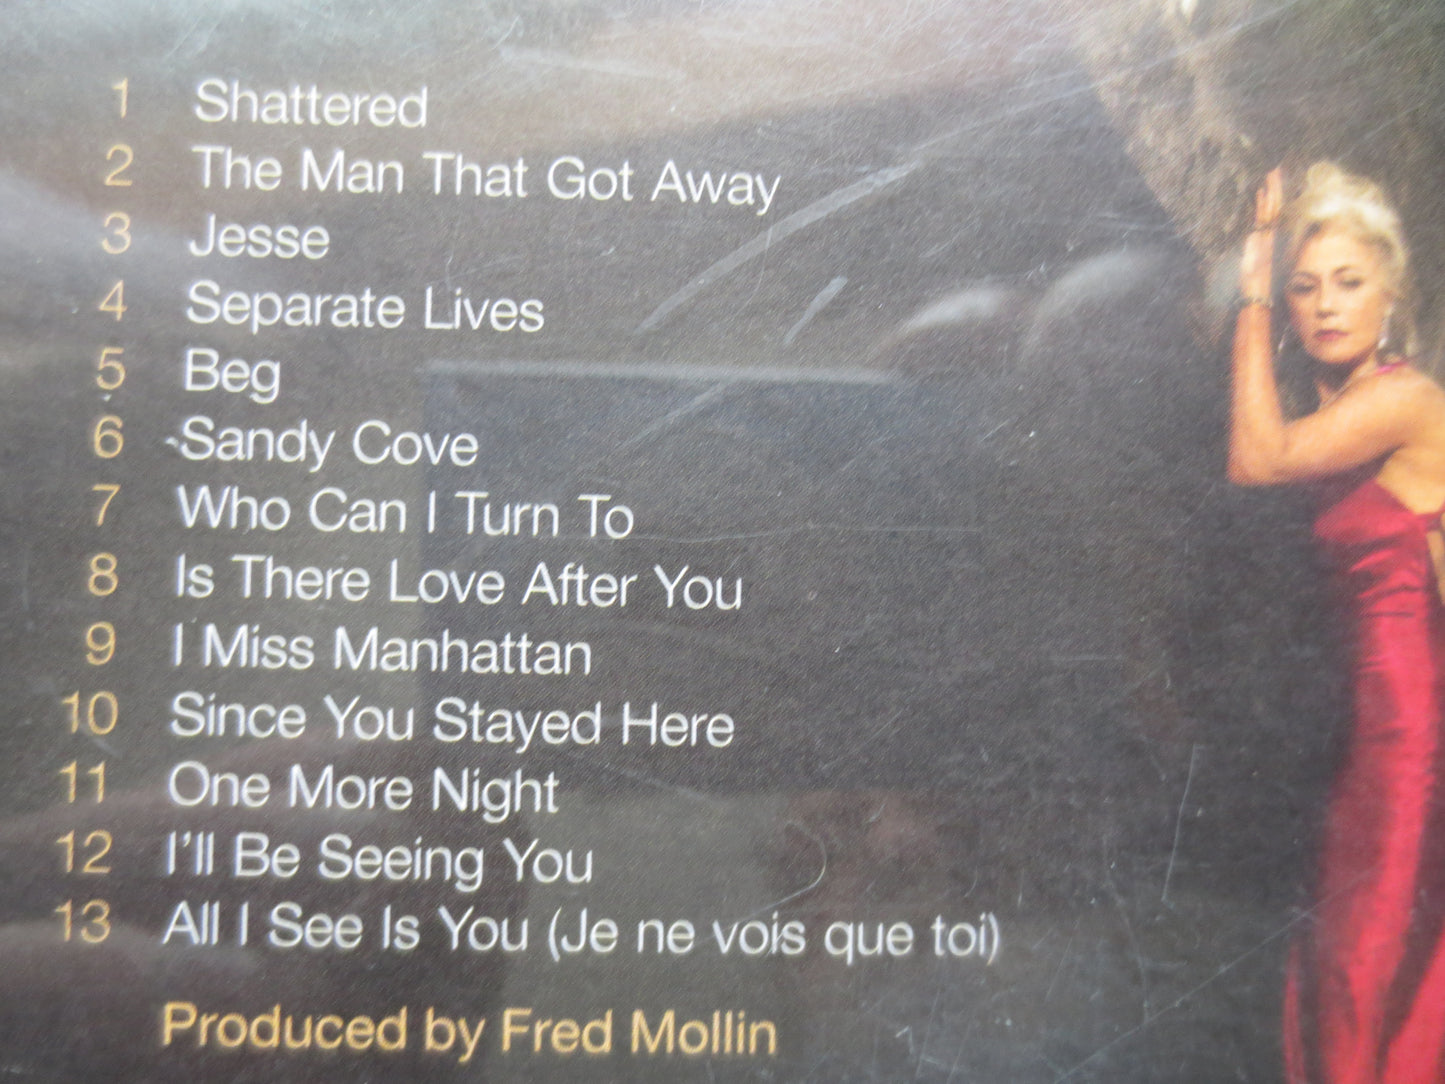 1 Shattered
2 The Man That Got Away
3 Jesse
4 Separate Lives
5 Beg
6 Sandy Cove
7 Who Can I Turn To
8 Is There Love After You
9 I Miss Manhattan
10 Since You Stayed Here
11 One More Night
12 I'll Be Seeing You
13 All I See Is You (Je ne vois que toi)
Produced by Fred Mollin